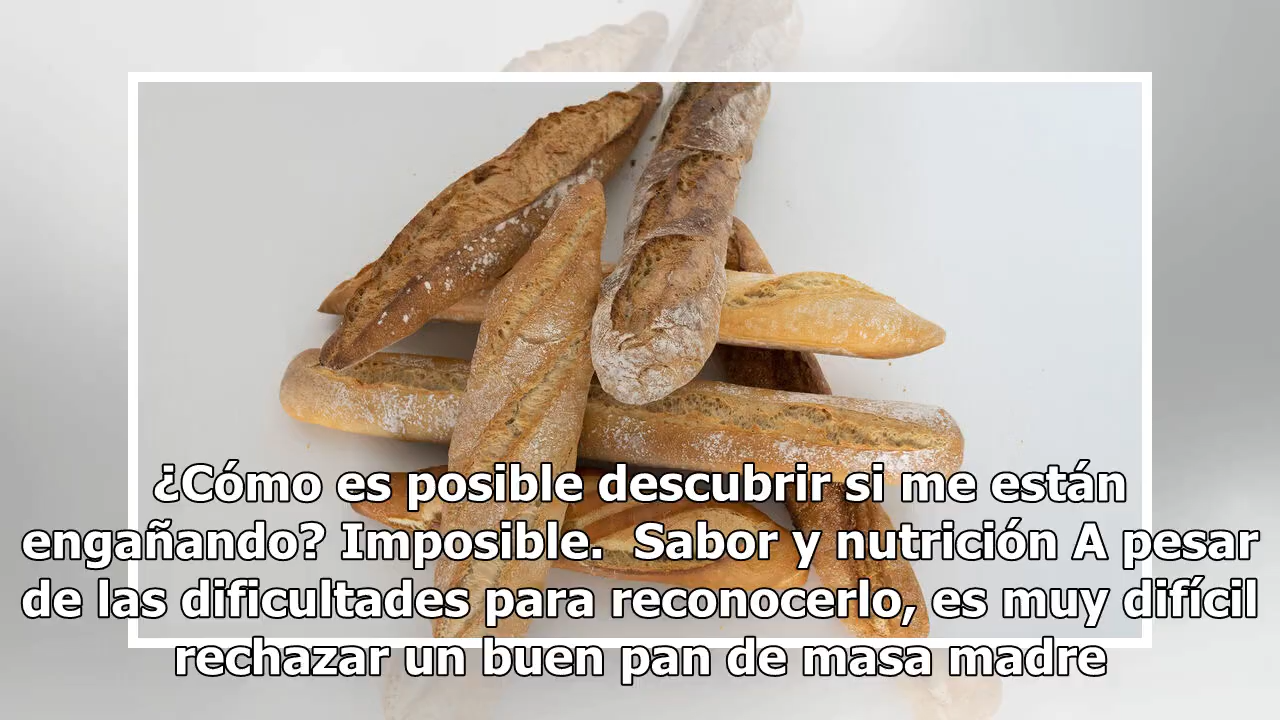 ¿Cómo es posible descubrir si me están
engañando? Imposible.  Sabor y nutrición A pesar
de las dificultades para reconocerlo, es muy difícil
rechazar un buen pan de masa madre